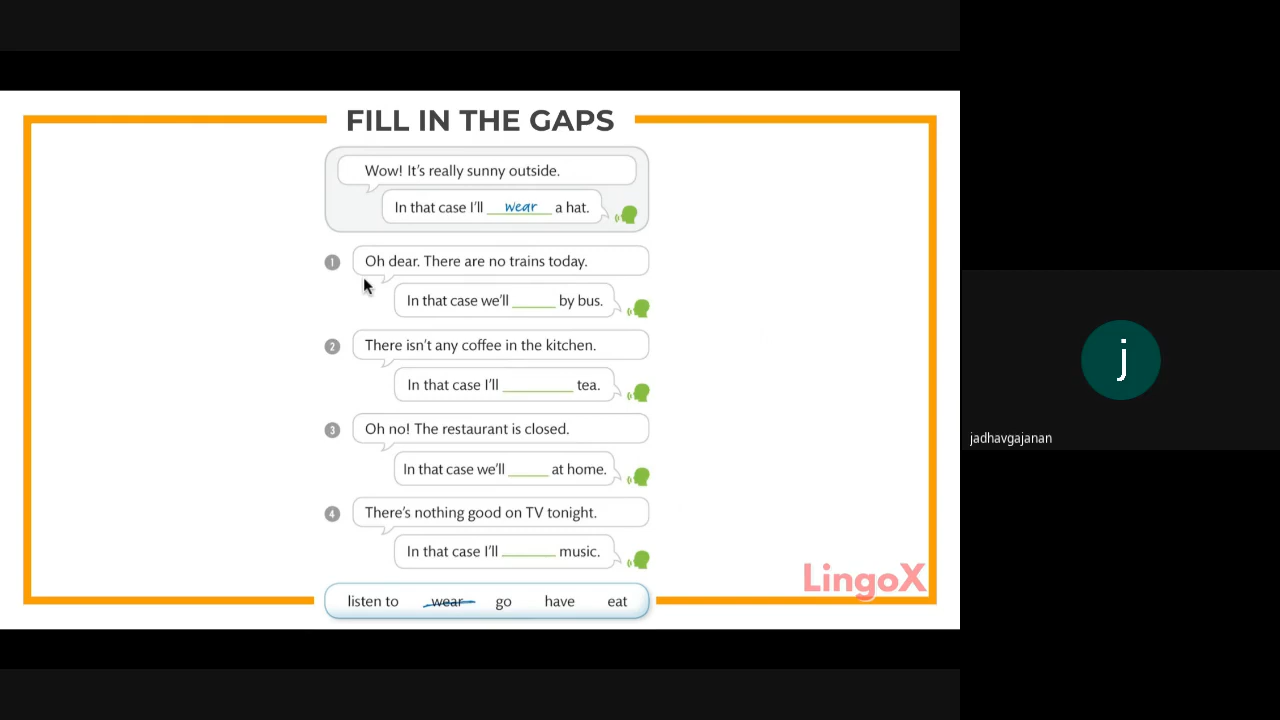 FILL IN THE GAPS
Wow! It's really sunny outside.
In that case I'll wear a hat.
1 Oh dear. There are no trains today.
In that case we'll ______ by bus.
2 There isn't any coffee in the kitchen.
In that case I'll ______ tea.
3 Oh no! The restaurant is closed.
In that case we'll ______ at home.
4 There's nothing good on TV tonight.
In that case I'll ______ music.
listen to wear go have eat
LingoX
j
jadhavgajanan